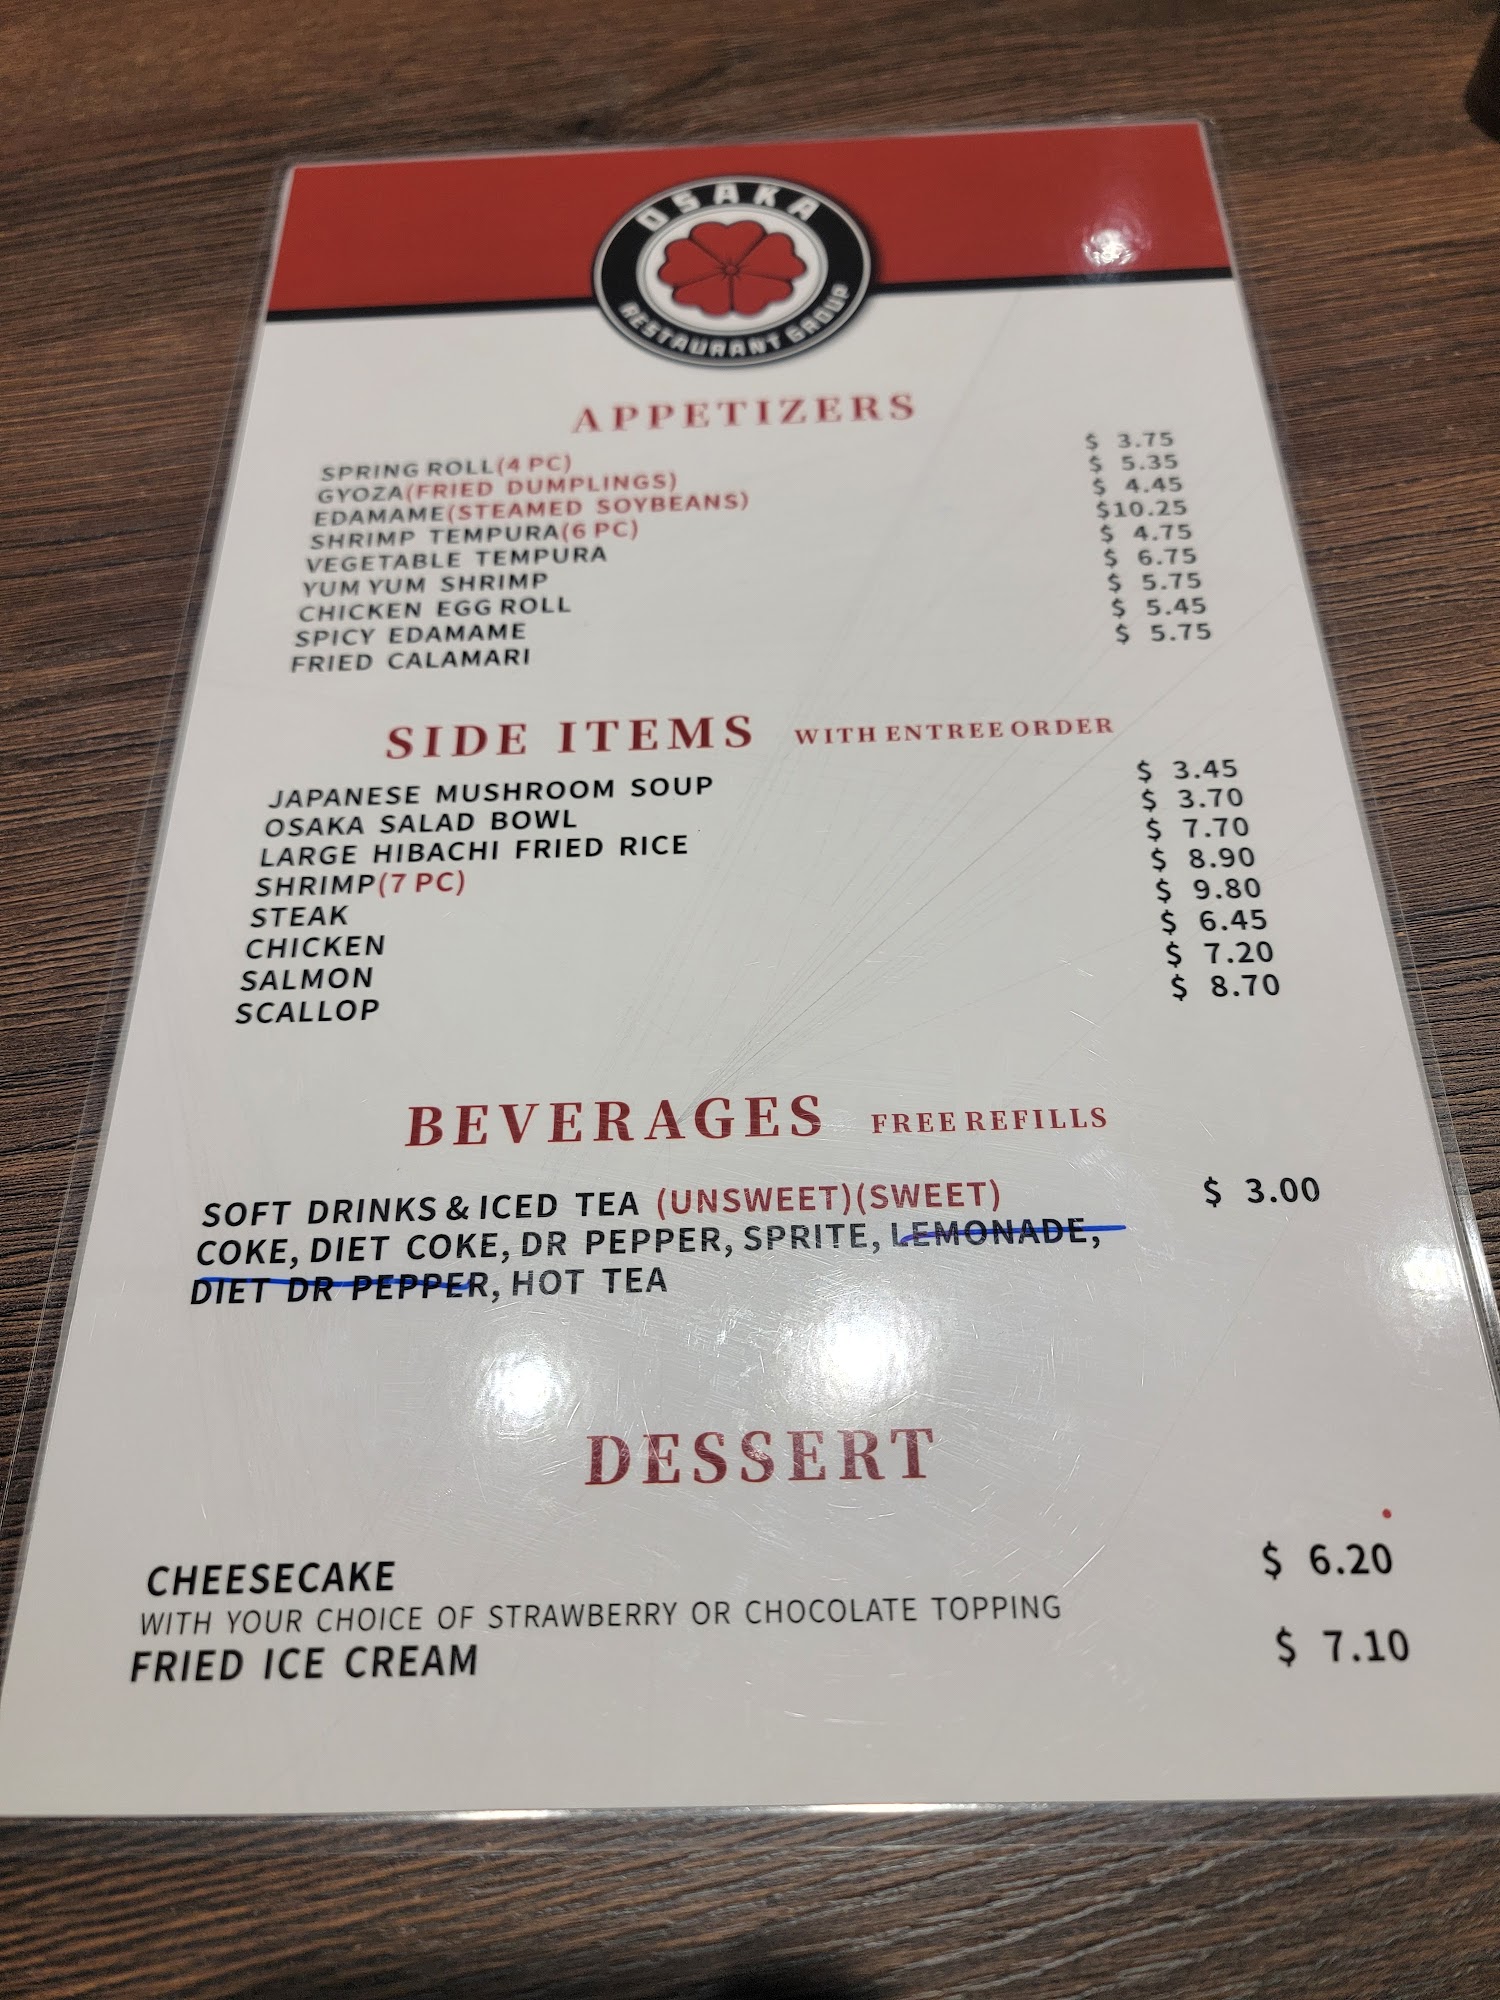 OSAKA
RESTAURANT GROUP
APPETIZERS
SPRING ROLL(4 PC) $ 3.75
GYOZA(FRIED DUMPLINGS) $ 5.35
EDAMAME(STEAMED SOYBEANS) $ 4.45
SHRIMP TEMPURA(6 PC) $10.25
VEGETABLE TEMPURA $ 4.75
YUM YUM SHRIMP $ 6.75
CHICKEN EGG ROLL $ 5.75
SPICY EDAMAME $ 5.45
FRIED CALAMARI $ 5.75
SIDE ITEMS WITH ENTREE ORDER
JAPANESE MUSHROOM SOUP $ 3.45
OSAKA SALAD BOWL $ 3.70
LARGE HIBACHI FRIED RICE $ 7.70
SHRIMP(7 PC) $ 8.90
STEAK $ 9.80
CHICKEN $ 6.45
SALMON $ 7.20
SCALLOP $ 8.70
BEVERAGES FREE REFILLS
SOFT DRINKS & ICED TEA (UNSWEET)(SWEET) $ 3.00
COKE, DIET COKE, DR PEPPER, SPRITE, LEMONADE,
DIET DR PEPPER, HOT TEA
DESSERT
CHEESECAKE $ 6.20
WITH YOUR CHOICE OF STRAWBERRY OR CHOCOLATE TOPPING
FRIED ICE CREAM $ 7.10